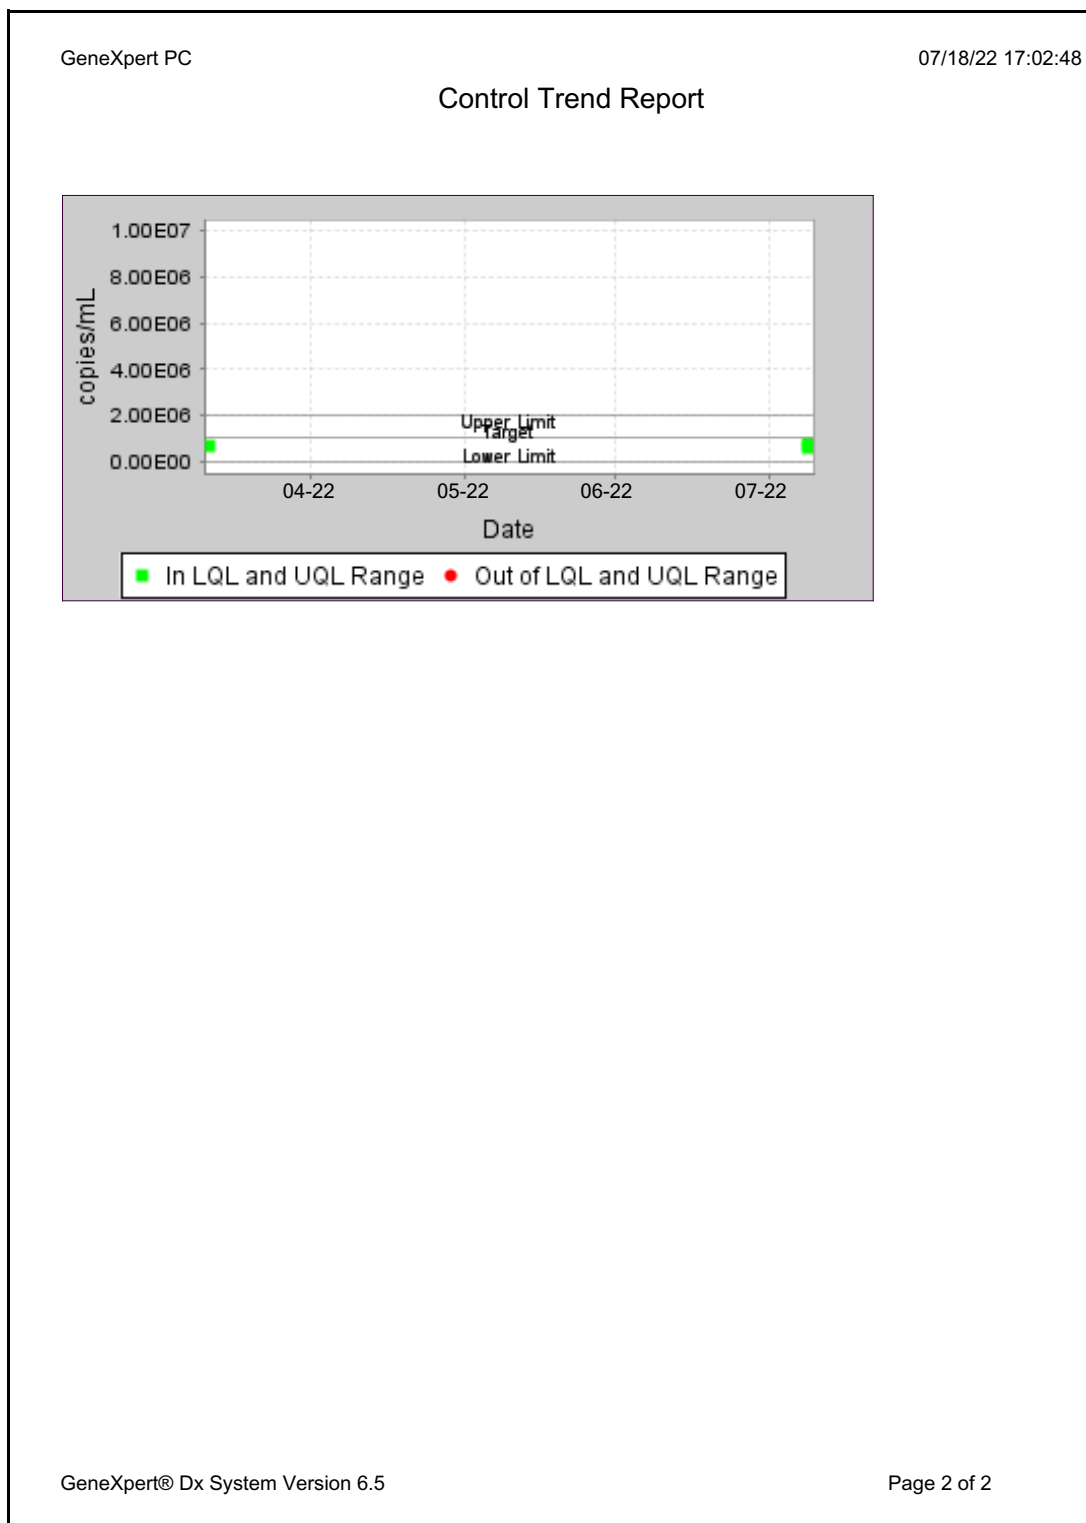 GeneXpert PC 07/18/22 17:02:48
Control Trend Report
copies/mL
1.00E07
8.00E06
6.00E06
4.00E06
2.00E06
0.00E00
Upper Limit
Target
Lower Limit
04-22 05-22 06-22 07-22
Date
In LQL and UQL Range Out of LQL and UQL Range
GeneXpert® Dx System Version 6.5 Page 2 of 2